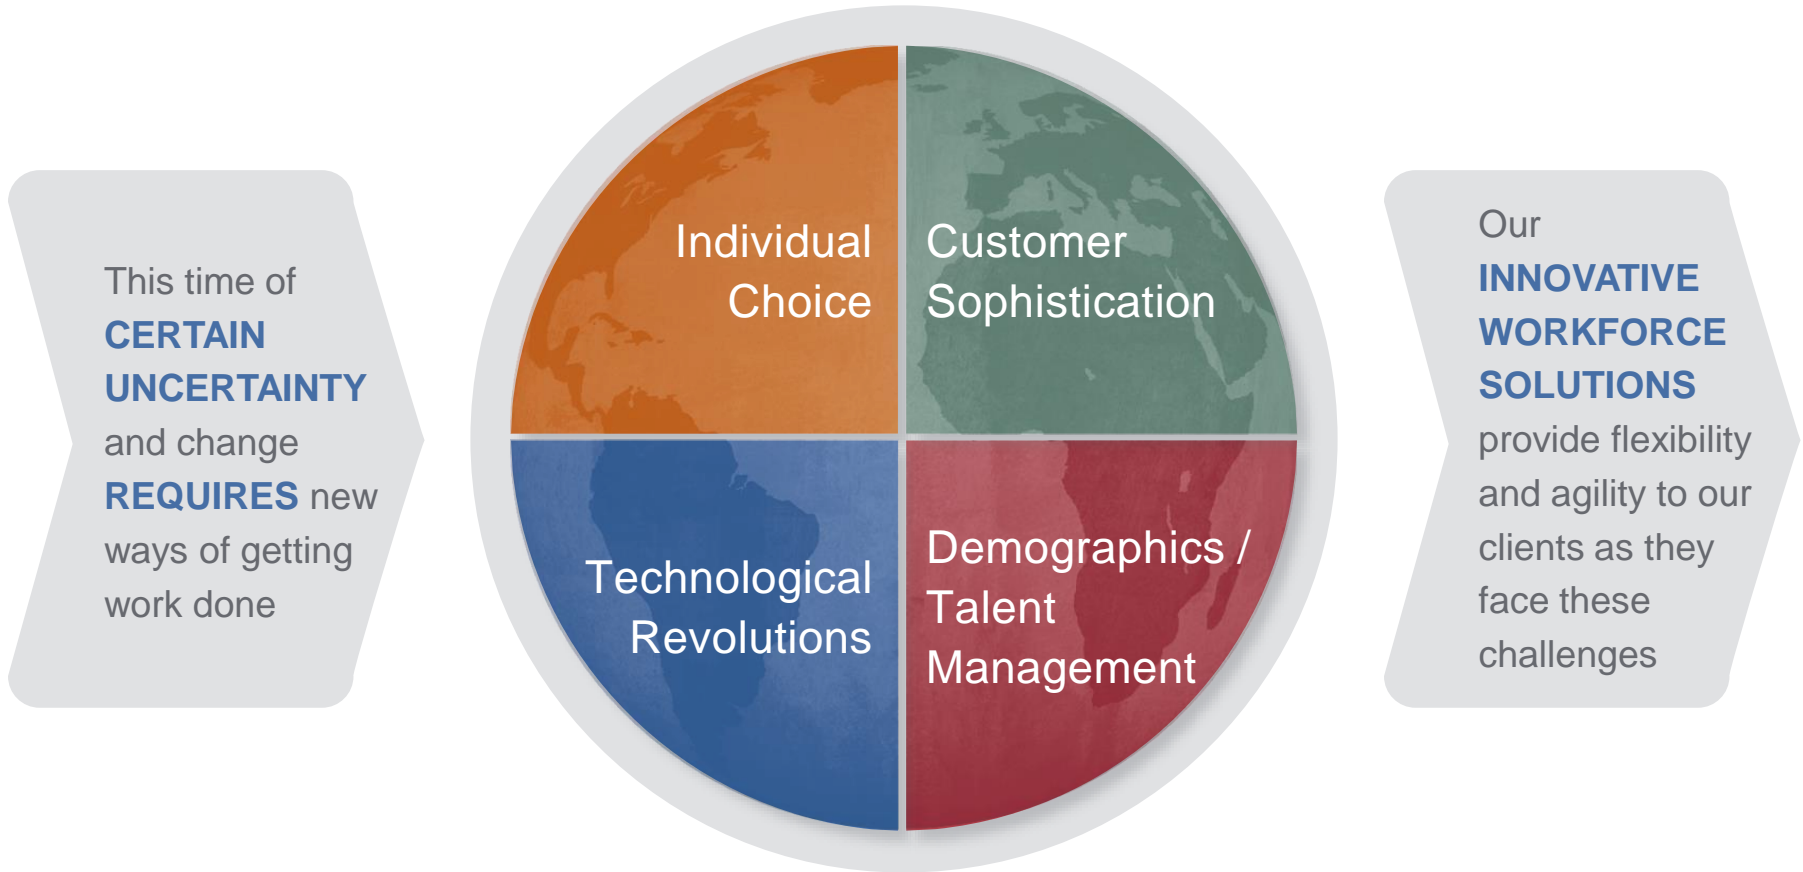 This time of
CERTAIN
UNCERTAINTY
and change
REQUIRES new
ways of getting
work done
Individual
Choice
Customer
Sophistication
Technological
Revolutions
Demographics /
Talent
Management
Our
INNOVATIVE
WORKFORCE
SOLUTIONS
provide flexibility
and agility to our
clients as they
face these
challenges